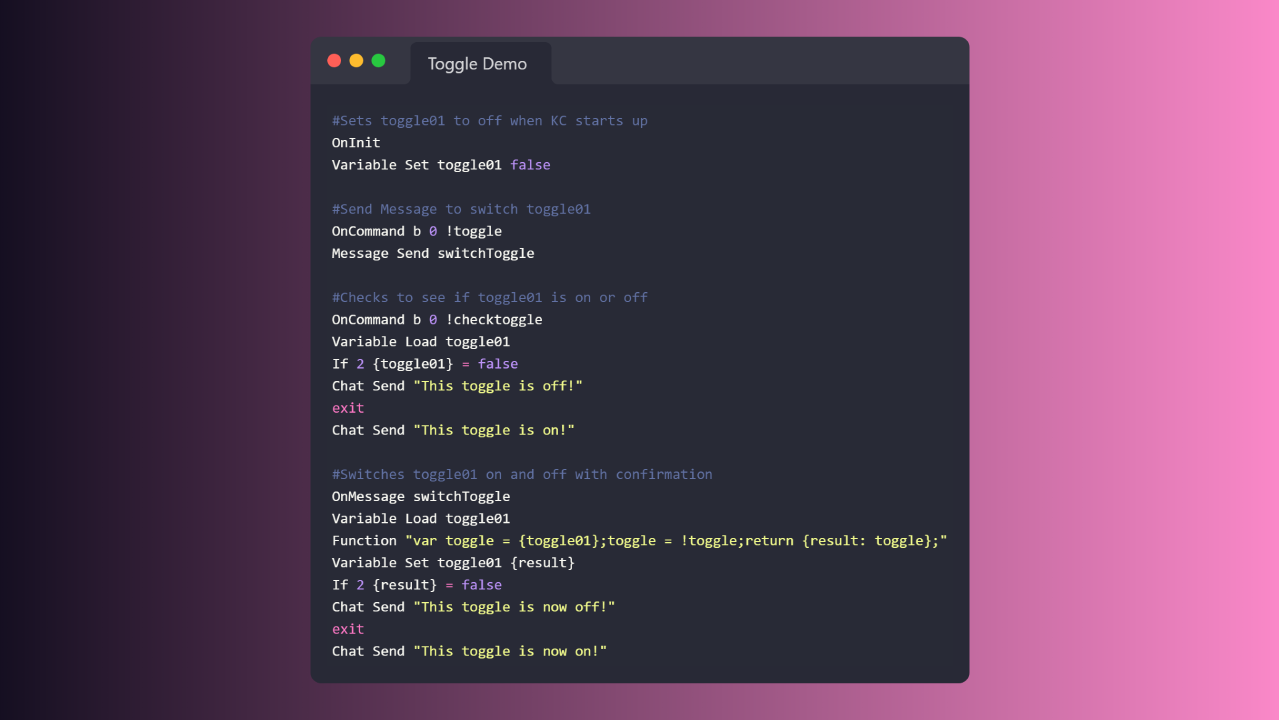 Toggle Demo
#Sets toggle01 to off when KC starts up
OnInit
Variable Set toggle01 false
#Send Message to switch toggle01
OnCommand b 0 !toggle
Message Send switchToggle
#Checks to see if toggle01 is on or off
OnCommand b 0 !checktoggle
Variable Load toggle01
If 2 {toggle01} = false
Chat Send "This toggle is off!"
exit
Chat Send "This toggle is on!"
#Switches toggle01 on and off with confirmation
OnMessage switchToggle
Variable Load toggle01
Function "var toggle = {toggle01};toggle = !toggle;return {result: toggle};"
Variable Set toggle01 {result}
If 2 {result} = false
Chat Send "This toggle is now off!"
exit
Chat Send "This toggle is now on!"